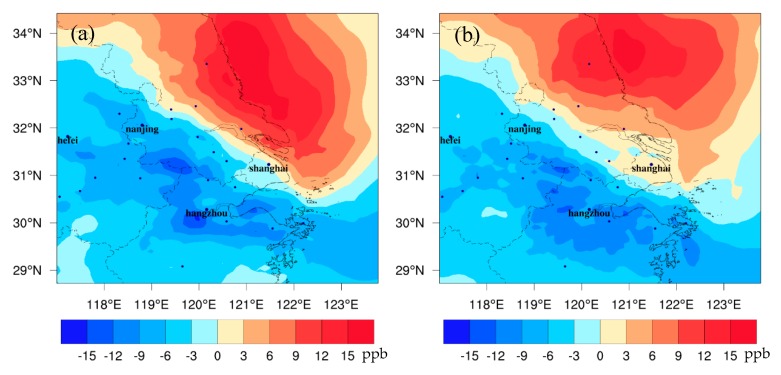 (a)
34°N
33°N
32°N
31°N
30°N
29°N
nanjing
hefei
shanghai
hangzhou
118°E 119°E 120°E 121°E 122°E 123°E
-15 -12 -9 -6 -3 0 3 6 9 12 15 ppb
(b)
34°N
33°N
32°N
31°N
30°N
29°N
nanjing
hefei
shanghai
hangzhou
118°E 119°E 120°E 121°E 122°E 123°E
-15 -12 -9 -6 -3 0 3 6 9 12 15 ppb